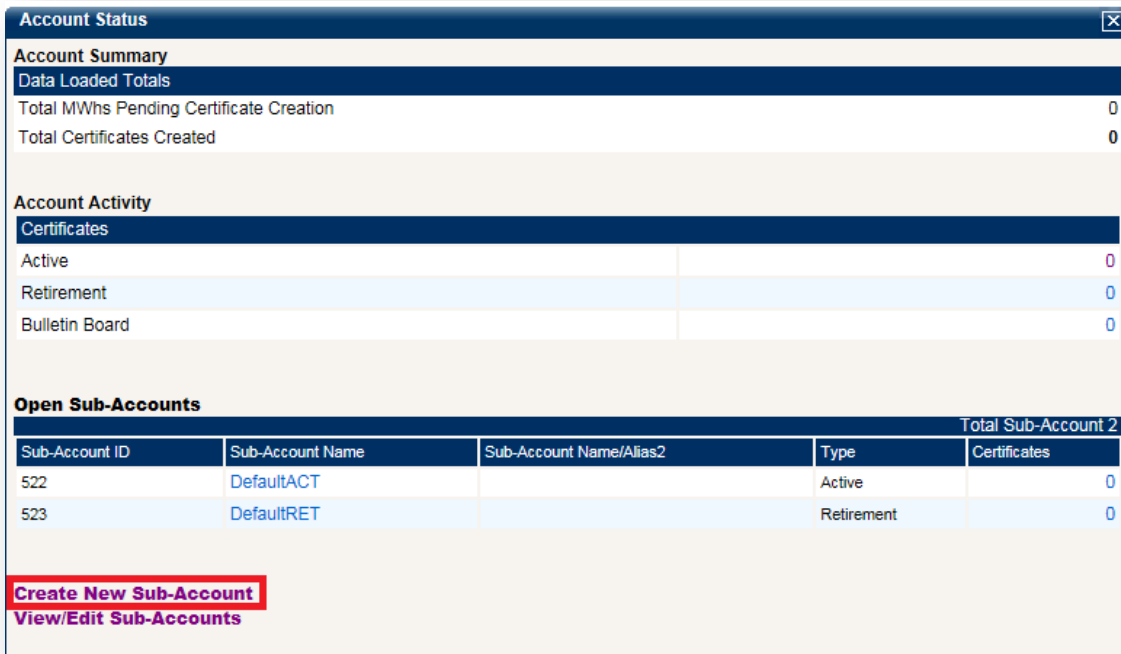 Account Status
Account Summary
Data Loaded Totals
Total MWhs Pending Certificate Creation 0
Total Certificates Created 0
Account Activity
Certificates
Active 0
Retirement 0
Bulletin Board 0
Open Sub-Accounts
Total Sub-Account 2
Sub-Account ID Sub-Account Name Sub-Account Name/Alias2 Type Certificates
522 DefaultACT Active 0
523 DefaultRET Retirement 0
Create New Sub-Account
View/Edit Sub-Accounts